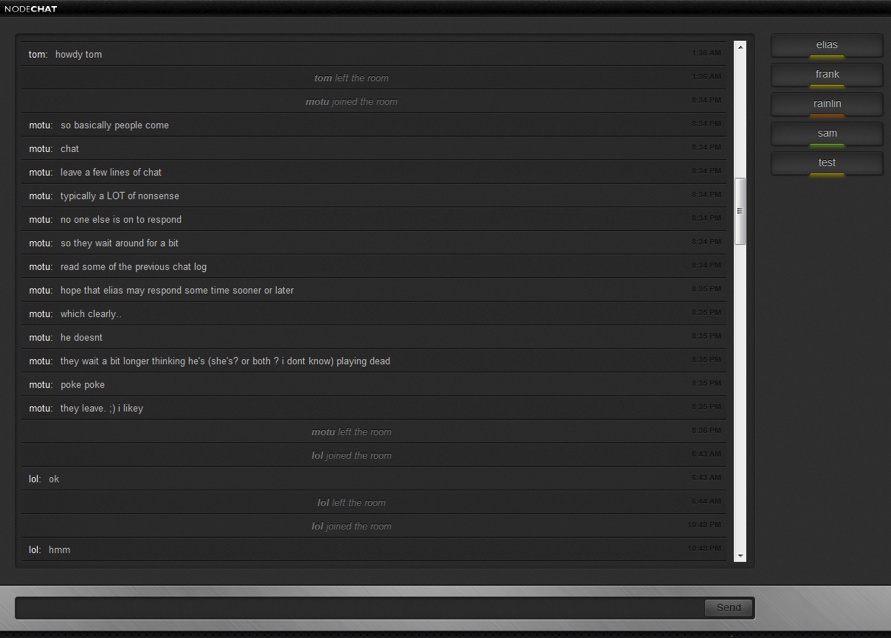 NODECHAT
tom: howdy tom 1:36 AM
tom left the room 1:36 AM
motu joined the room 8:34 PM
motu: so basically people come 8:34 PM
motu: chat 8:34 PM
motu: leave a few lines of chat 8:34 PM
motu: typically a LOT of nonsense 8:34 PM
motu: no one else is on to respond 8:34 PM
motu: so they wait around for a bit 8:34 PM
motu: read some of the previous chat log 8:34 PM
motu: hope that elias may respond some time sooner or later 8:35 PM
motu: which clearly.. 8:35 PM
motu: he doesnt 8:35 PM
motu: they wait a bit longer thinking he's (she's? or both ? i dont know) playing dead 8:35 PM
motu: poke poke 8:35 PM
motu: they leave. ;) i likey 8:35 PM
motu left the room 8:36 PM
lol joined the room 6:43 AM
lol: ok 6:43 AM
lol left the room 6:44 AM
lol joined the room 10:48 PM
lol: hmm 10:48 PM
elias
frank
rainlin
sam
test
Send